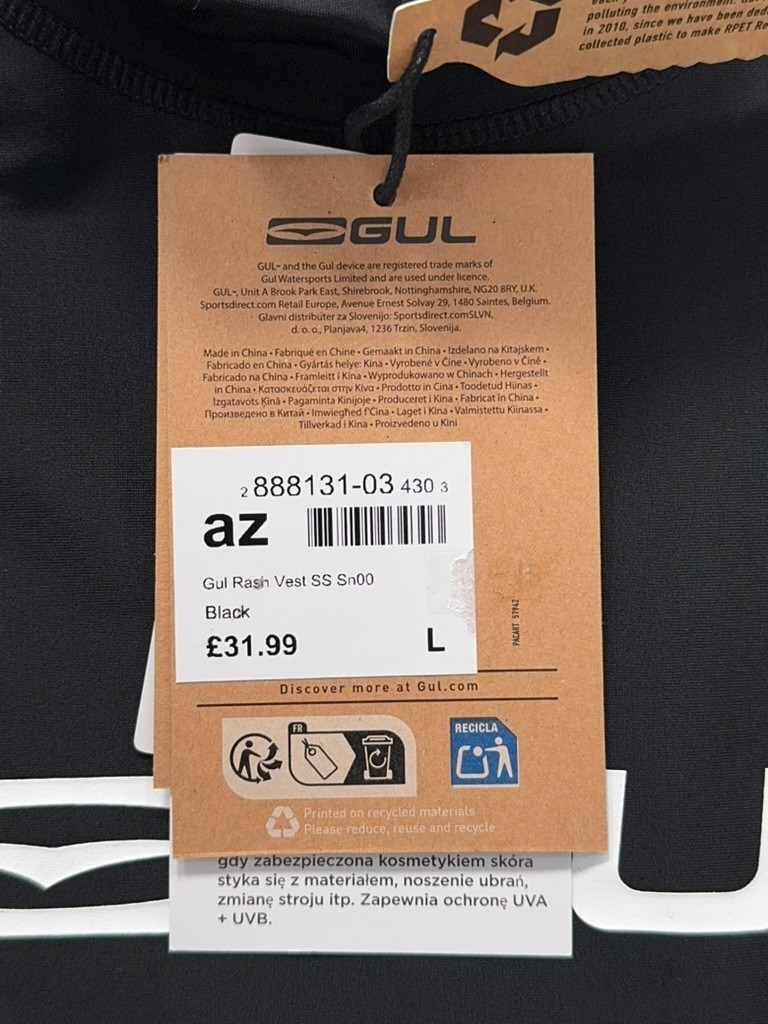 polluting the environment.
in 2010, since we have been ded
collected plastic to make RPET Re
GUL
GUL™ and the Gul device are registered trade marks of
Gul Watersports Limited and are used under licence.
GUL™, Unit A Brook Park East, Shirebrook, Nottinghamshire, NG20 8RY, U.K.
Sportsdirect.com Retail Europe, Avenue Ernest Solvay 29, 1480 Saintes, Belgium.
Glavni distributer za Slovenijo: Sportsdirect.comSLVN,
d. o. o., Planjava4, 1236 Trzin, Slovenija.
Made in China • Fabriqué en Chine • Gemaakt in China • Izdelano na Kitajskem •
Fabricado en China • Gyártás helye: Kína • Vyrobené v Číne • Vyrobeno v Číně •
Fabricado na China • Framleitt í Kína • Wyprodukowano w Chinach • Hergestellt
in China • Κατασκευάζεται στην Κίνα • Prodotto in Cina • Toodetud Hiinas •
Izgatavots Ķīnā • Pagaminta Kinijoje • Produceret i Kina • Fabricat în China •
Произведено в Китай • Imwiegħed f'Ċina • Laget i Kina • Valmistettu Kiinassa •
Tillverkad i Kina • Proizvedeno u Kini
2 888131-03 430 3
az
Gul Rash Vest SS Sn00
Black
£31.99 L
PACART 57942
Discover more at Gul.com
FR
RECICLA
Printed on recycled materials
Please reduce, reuse and recycle
gdy zabezpieczona kosmetykiem skóra
styka się z materiałem, noszenie ubrań,
zmianę stroju itp. Zapewnia ochronę UVA
+ UVB.